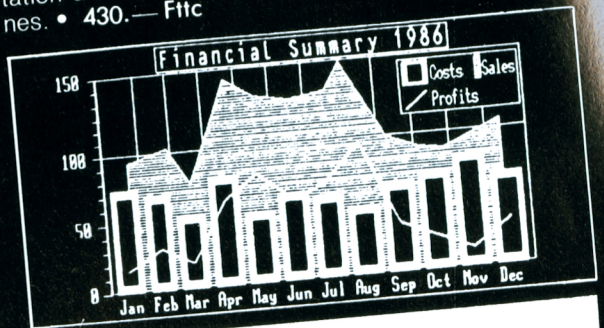 nes. • 430.— Fttc
Financial Summary 1986
Costs Sales
Profits
150
100
50
0
Jan Feb Mar Apr May Jun Jul Aug Sep Oct Nov Dec